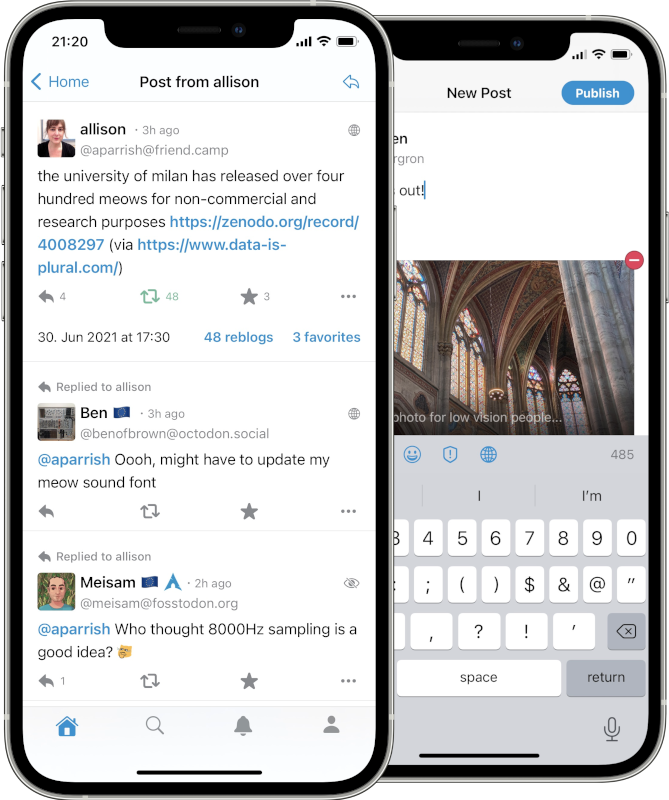 21:20
Home
Post from allison
allison · 3h ago
@aparrish@friend.camp
the university of milan has released over four
hundred meows for non-commercial and
research purposes https://zenodo.org/record/
4008297 (via https://www.data-is-
plural.com/)
4
48
3
30. Jun 2021 at 17:30
48 reblogs
3 favorites
Replied to allison
Ben 🇪🇺 · 3h ago
@benofbrown@octodon.social
@aparrish Oooh, might have to update my
meow sound font
Replied to allison
Meisam 🇪🇺 · 2h ago
@meisam@fosstodon.org
@aparrish Who thought 8000Hz sampling is a
good idea?
1
New Post
Publish
en
rgron
out!
photo for low vision people...
485
I
I'm
3 4 5 6 7 8 9 0
: ; ( ) $ & @ "
, ? ! '
space
return